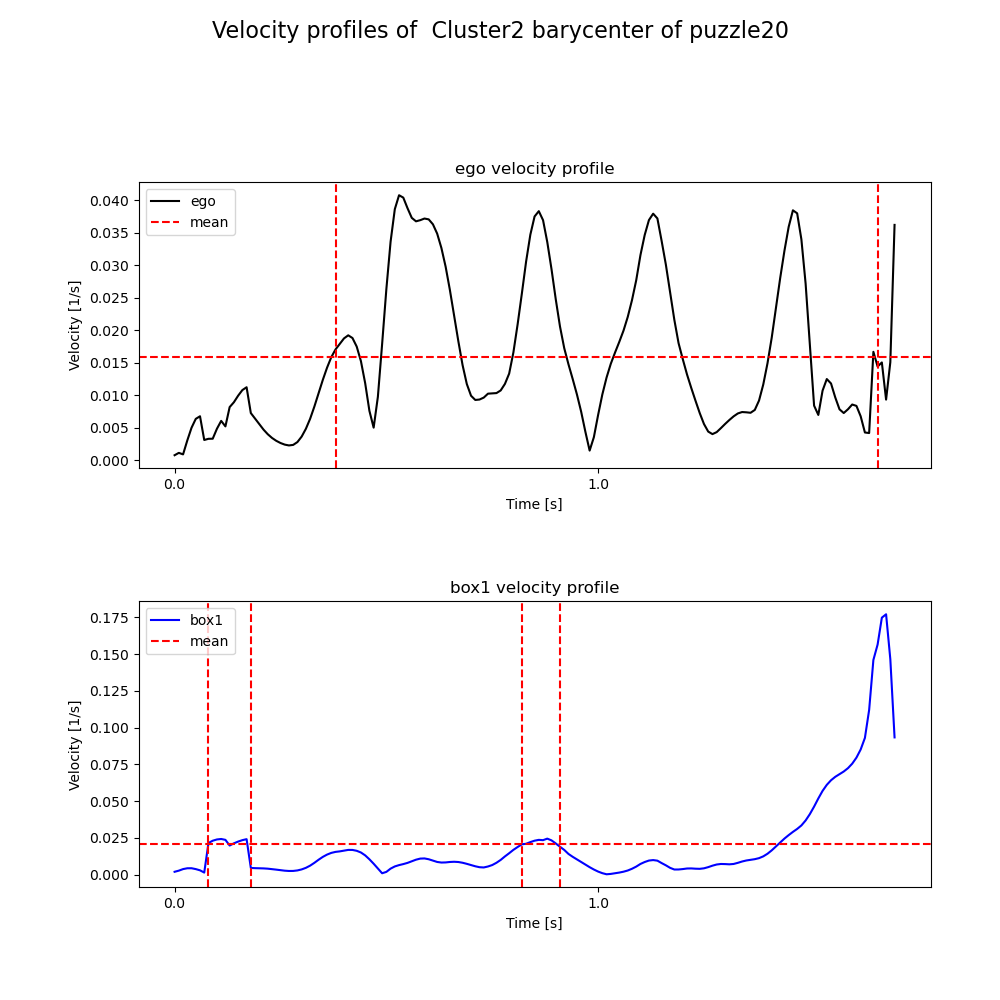 Velocity profiles of  Cluster2 barycenter of puzzle20
ego velocity profile
ego
mean
0.040
0.035
0.030
0.025
0.020
0.015
0.010
0.005
0.000
Velocity [1/s]
0.0 1.0
Time [s]
box1 velocity profile
box1
mean
0.175
0.150
0.125
0.100
0.075
0.050
0.025
0.000
Velocity [1/s]
0.0 1.0
Time [s]